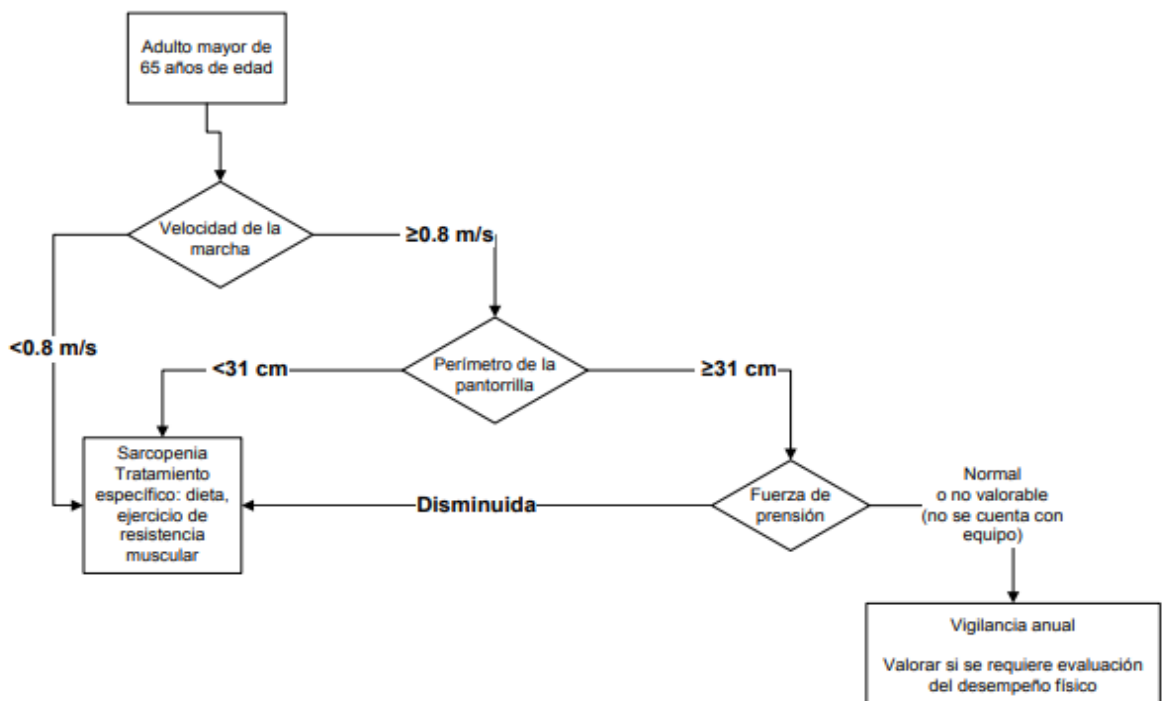 Adulto mayor de
65 años de edad
Velocidad de la
marcha
≥0.8 m/s
<0.8 m/s
Perímetro de la
pantorrilla
<31 cm
≥31 cm
Sarcopenia
Tratamiento
específico: dieta,
ejercicio de
resistencia
muscular
Disminuida
Fuerza de
prensión
Normal
o no valorable
(no se cuenta con
equipo)
Vigilancia anual
Valorar si se requiere evaluación
del desempeño físico